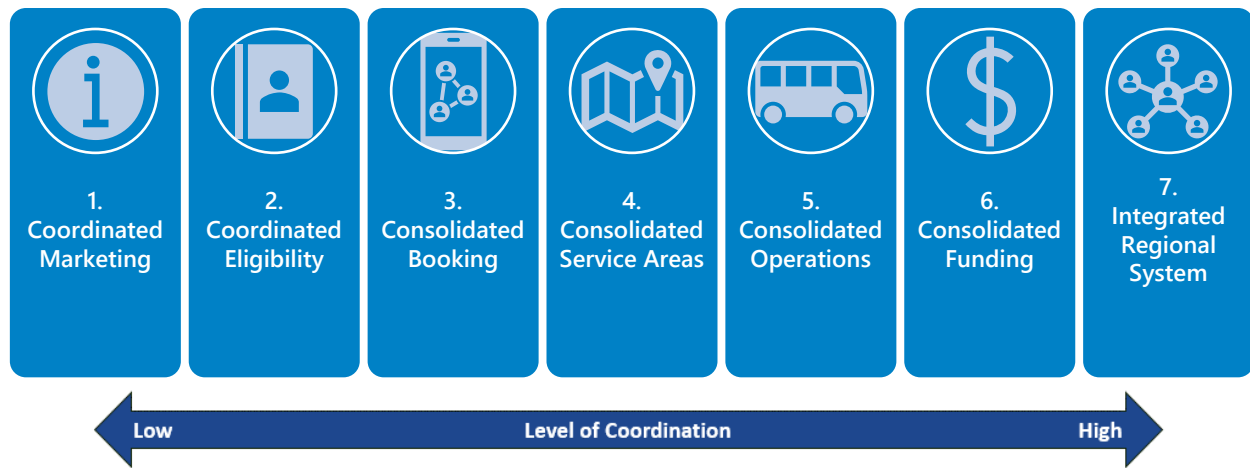 1.
Coordinated
Marketing
2.
Coordinated
Eligibility
3.
Consolidated
Booking
4.
Consolidated
Service Areas
5.
Consolidated
Operations
6.
Consolidated
Funding
7.
Integrated
Regional
System
Low
Level of Coordination
High